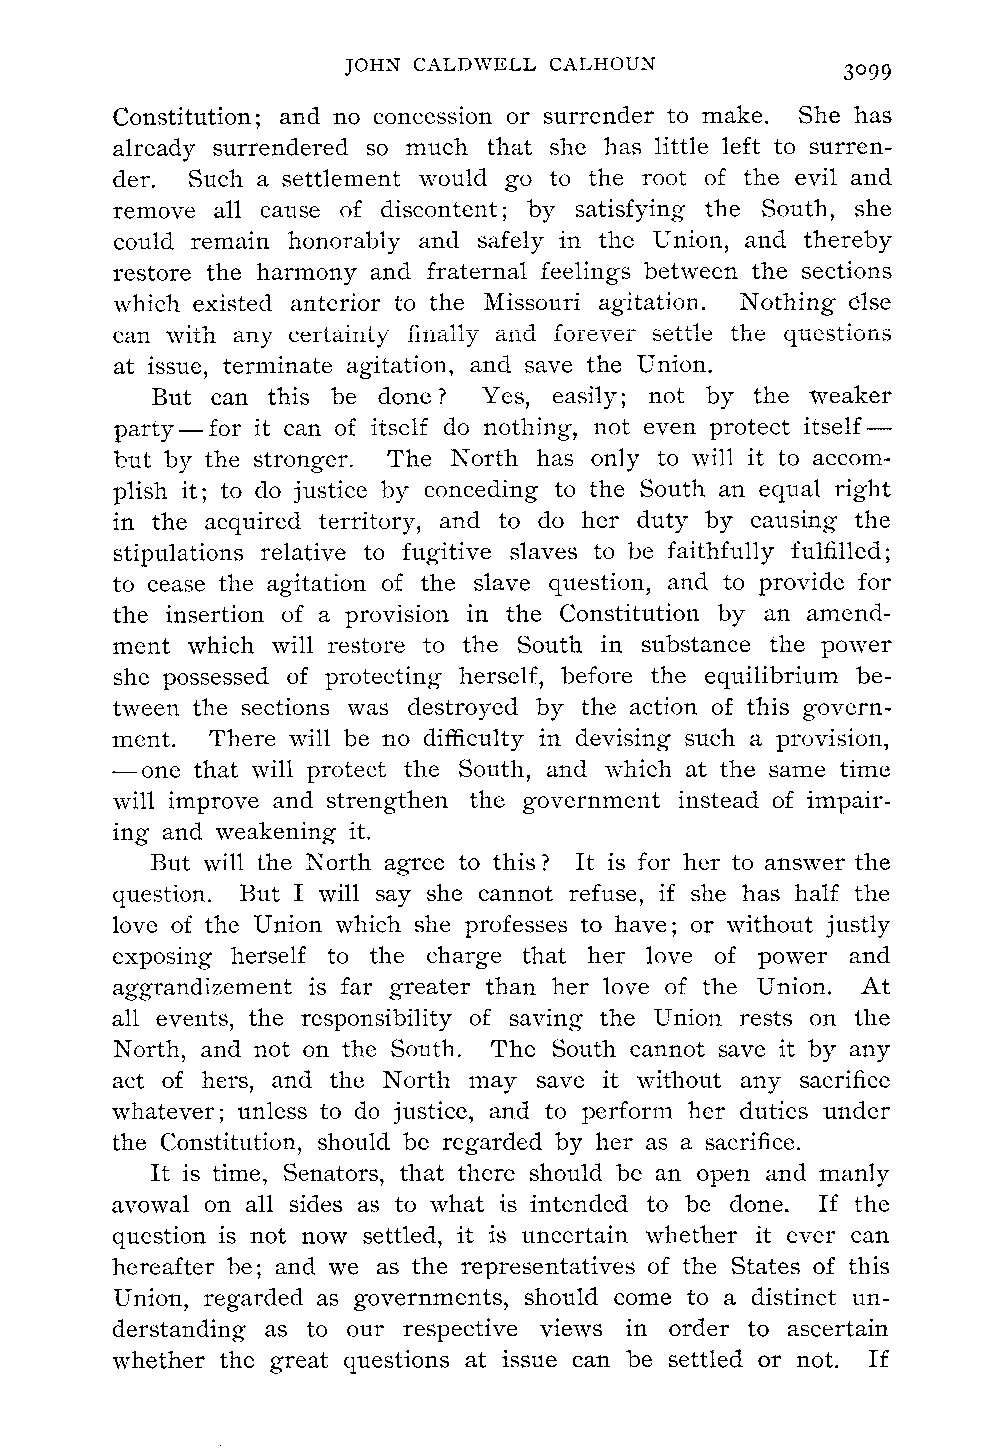 JOHN CALDWELL CALHOUN 3099
Constitution; and no concession or surrender to make. She has
already surrendered so much that she has little left to surren-
der. Such a settlement would go to the root of the evil and
remove all cause of discontent; by satisfying the South, she
could remain honorably and safely in the Union, and thereby
restore the harmony and fraternal feelings between the sections
which existed anterior to the Missouri agitation. Nothing else
can with any certainty finally and forever settle the questions
at issue, terminate agitation, and save the Union.
But can this be done? Yes, easily; not by the weaker
party—for it can of itself do nothing, not even protect itself—
but by the stronger. The North has only to will it to accom-
plish it; to do justice by conceding to the South an equal right
in the acquired territory, and to do her duty by causing the
stipulations relative to fugitive slaves to be faithfully fulfilled;
to cease the agitation of the slave question, and to provide for
the insertion of a provision in the Constitution by an amend-
ment which will restore to the South in substance the power
she possessed of protecting herself, before the equilibrium be-
tween the sections was destroyed by the action of this govern-
ment. There will be no difficulty in devising such a provision,
—one that will protect the South, and which at the same time
will improve and strengthen the government instead of impair-
ing and weakening it.
But will the North agree to this? It is for her to answer the
question. But I will say she cannot refuse, if she has half the
love of the Union which she professes to have; or without justly
exposing herself to the charge that her love of power and
aggrandizement is far greater than her love of the Union. At
all events, the responsibility of saving the Union rests on the
North, and not on the South. The South cannot save it by any
act of hers, and the North may save it without any sacrifice
whatever; unless to do justice, and to perform her duties under
the Constitution, should be regarded by her as a sacrifice.
It is time, Senators, that there should be an open and manly
avowal on all sides as to what is intended to be done. If the
question is not now settled, it is uncertain whether it ever can
hereafter be; and we as the representatives of the States of this
Union, regarded as governments, should come to a distinct un-
derstanding as to our respective views in order to ascertain
whether the great questions at issue can be settled or not. If